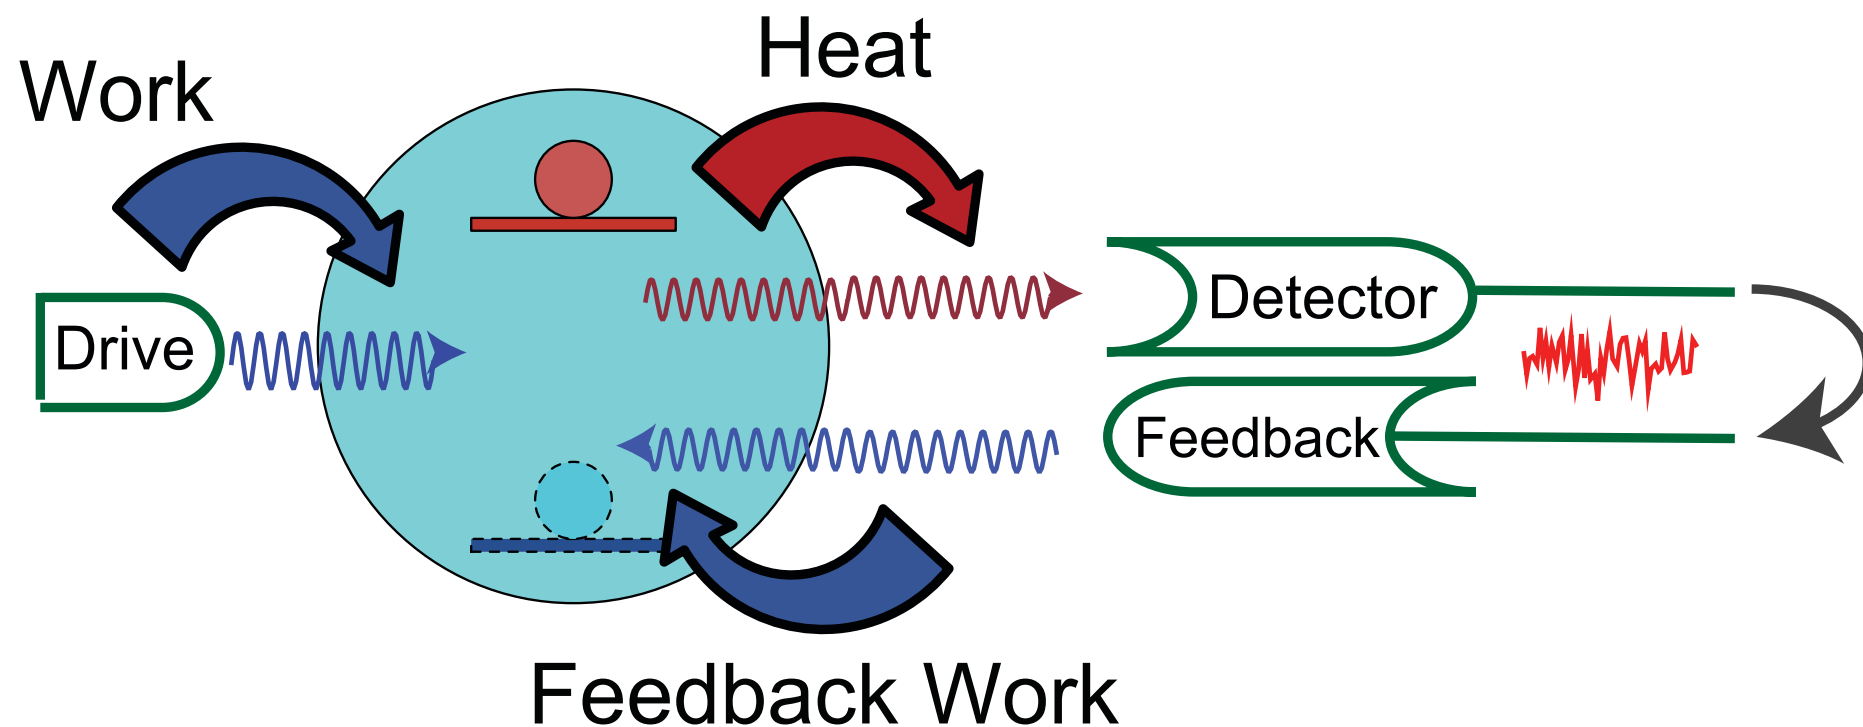 Work
Heat
Drive
Detector
Feedback
Feedback Work